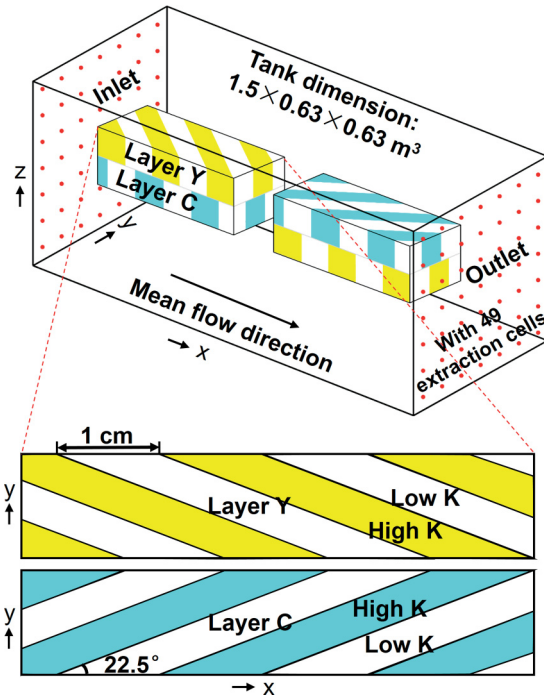 Tank dimension:
1.5×0.63×0.63 m³
Inlet
Layer Y
Layer C
z
y
Outlet
With 49
extraction cells
Mean flow direction
x
1 cm
y
Layer Y
Low K
High K
y
Layer C
High K
Low K
22.5°
x